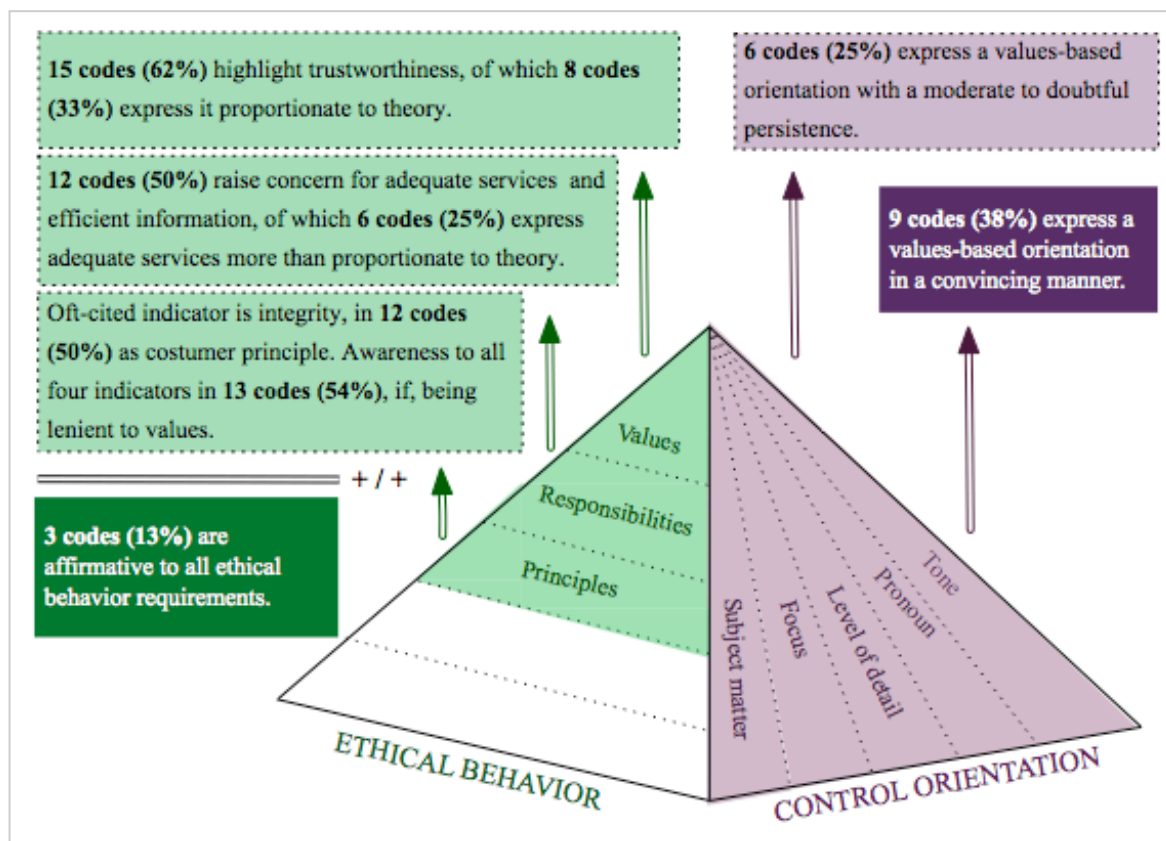 15 codes (62%) highlight trustworthiness, of which 8 codes
(33%) express it proportionate to theory.
12 codes (50%) raise concern for adequate services and
efficient information, of which 6 codes (25%) express
adequate services more than proportionate to theory.
Oft-cited indicator is integrity, in 12 codes
(50%) as costumer principle. Awareness to all
four indicators in 13 codes (54%), if, being
lenient to values.
+ / +
3 codes (13%) are
affirmative to all ethical
behavior requirements.
6 codes (25%) express a values-based
orientation with a moderate to doubtful
persistence.
9 codes (38%) express a
values-based orientation
in a convincing manner.
Values
Responsibilities
Principles
Subject matter
Focus
Level of detail
Pronoun
Tone
ETHICAL BEHAVIOR
CONTROL ORIENTATION